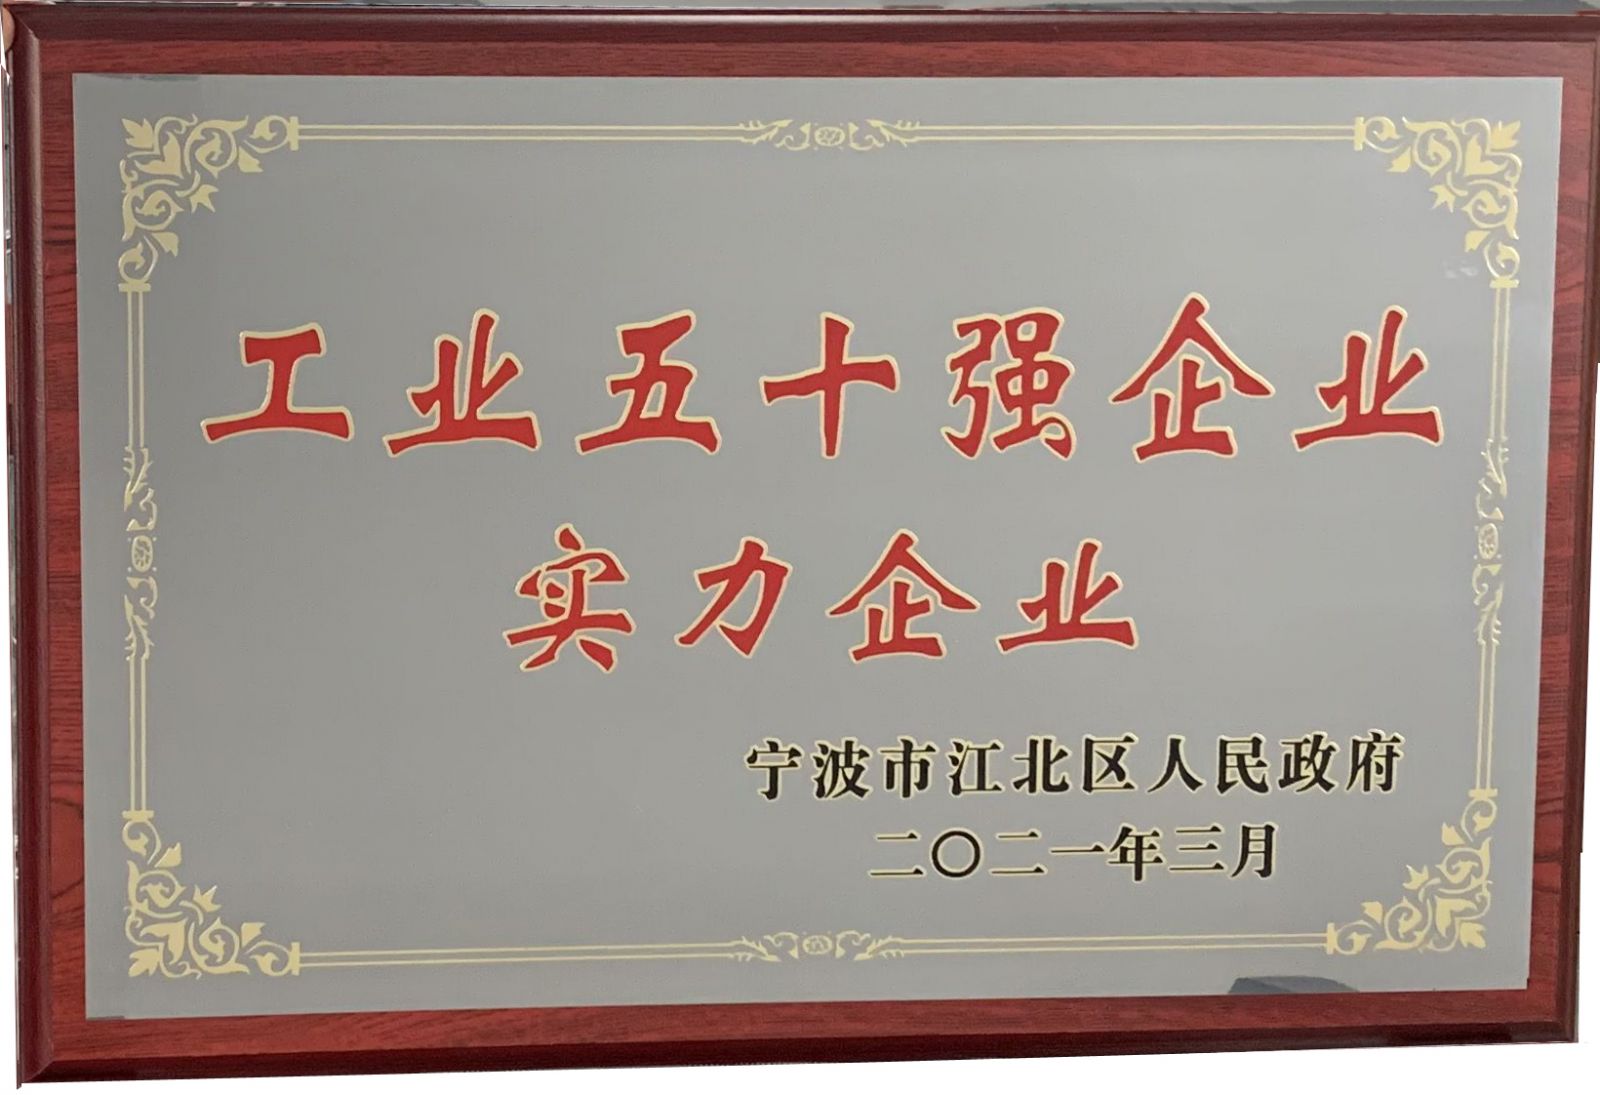 工业五十强企业
实力企业
宁波市江北区人民政府
二〇二一年三月